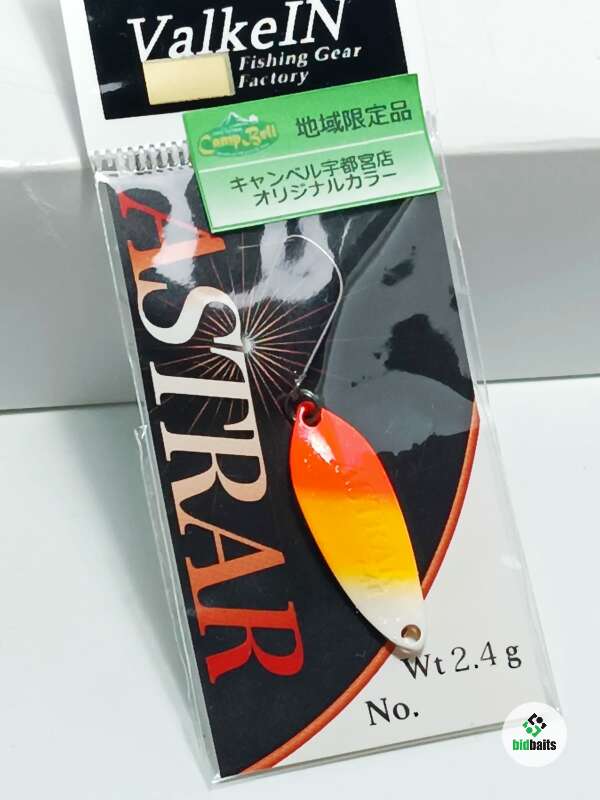 ValkeIN
Fishing Gear
Factory
Camp Bell
地域限定品
キャンベル宇都宮店
オリジナルカラー
ASTRAR
Wt 2.4 g
No.
bidbaits